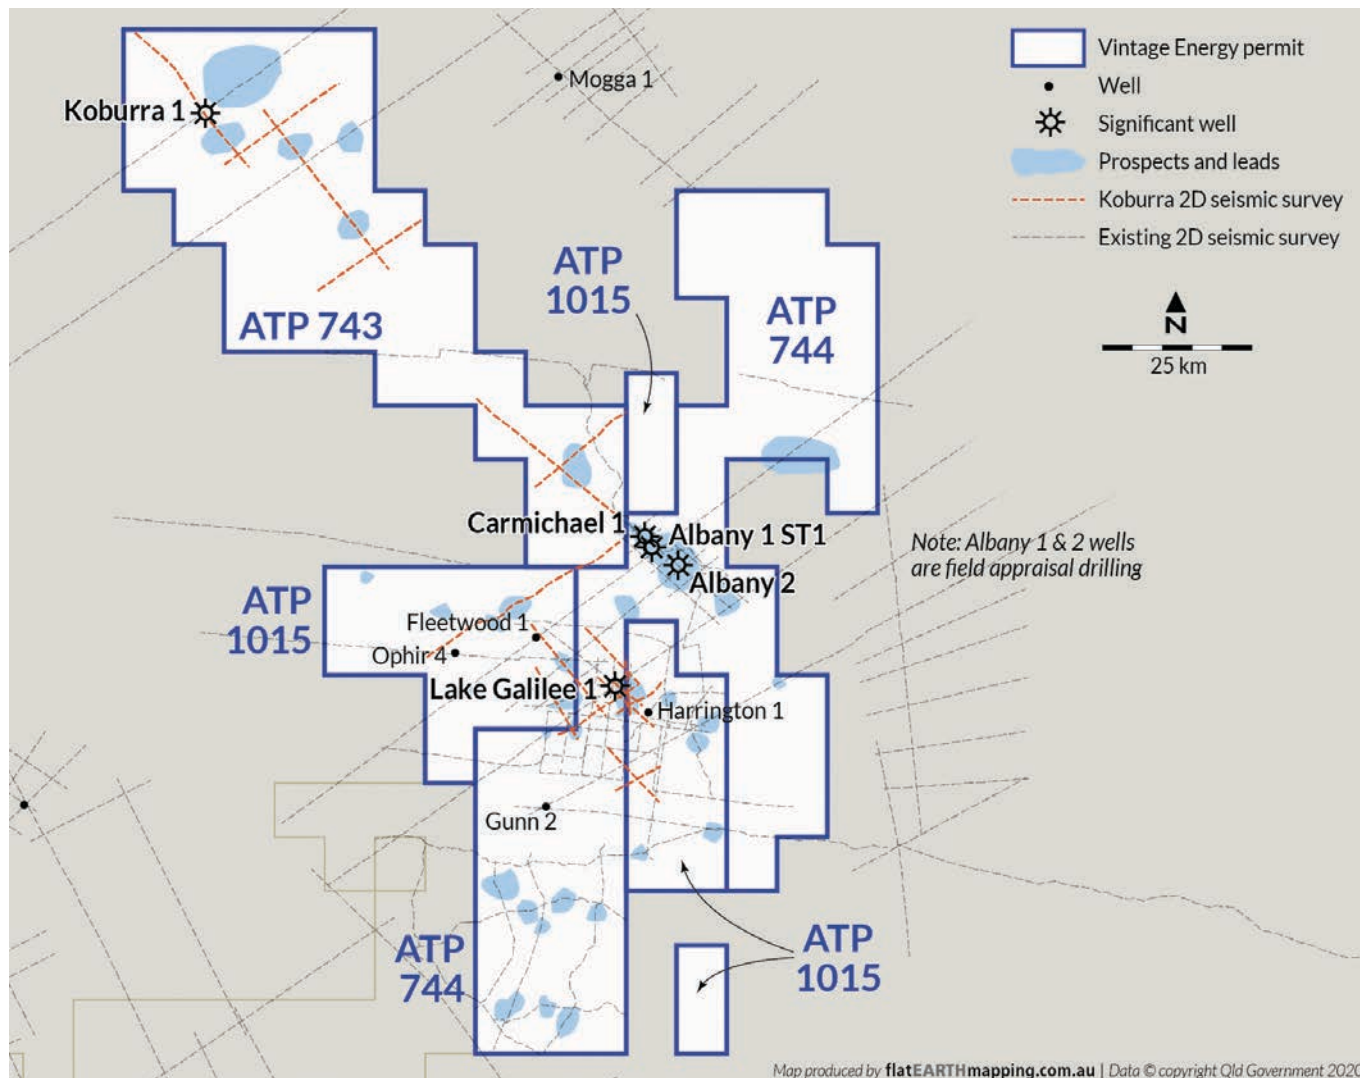 Vintage Energy permit
Well
Significant well
Prospects and leads
Koburra 2D seismic survey
Existing 2D seismic survey
N
25 km
Mogga 1
Koburra 1
ATP
1015
ATP
744
ATP 743
Carmichael 1
Albany 1 ST1
Albany 2
Note: Albany 1 & 2 wells
are field appraisal drilling
ATP
1015
Fleetwood 1
Ophir 4
Lake Galilee 1
Harrington 1
Gunn 2
ATP
744
ATP
1015
Map produced by flatEARTHmapping.com.au | Data © copyright Qld Government 2020